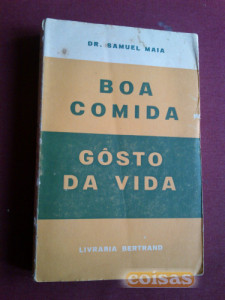 DR. SAMUEL MAIA
BOA
COMIDA
GÔSTO
DA VIDA
LIVRARIA BERTRAND
coisas